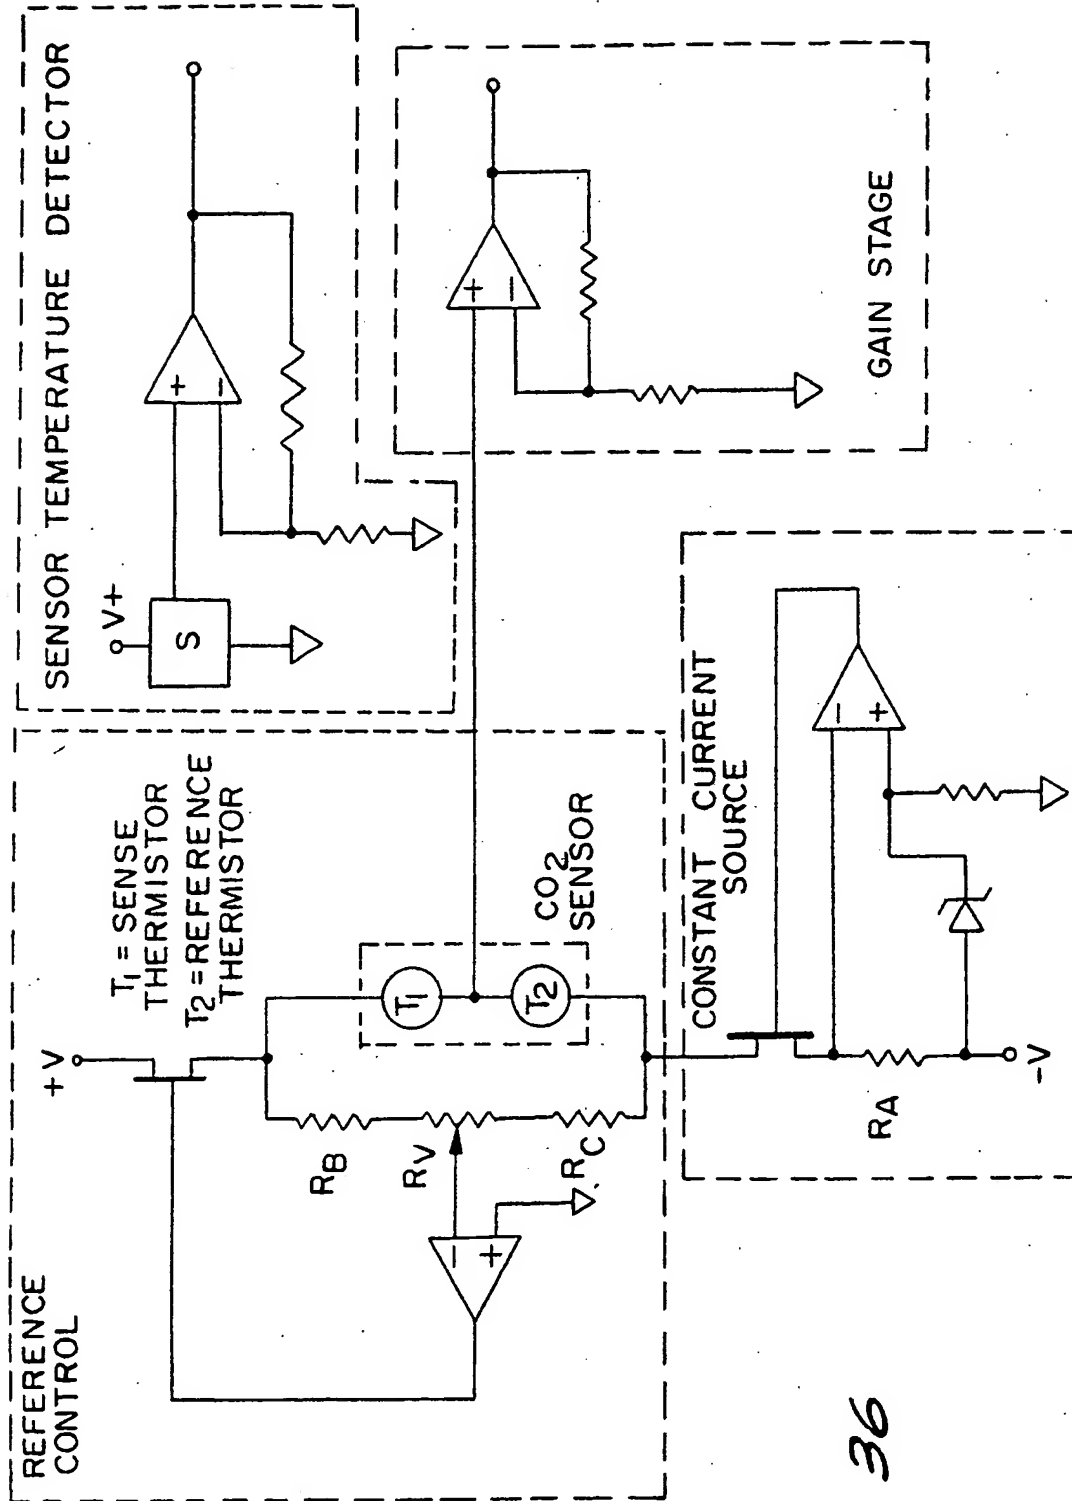 SENSOR TEMPERATURE DETECTOR
V+
S
+
−
+
−
GAIN STAGE
REFERENCE
CONTROL
+V
T1 = SENSE
THERMISTOR
T2 = REFERENCE
THERMISTOR
RB
RV
RC
−
+
T1
T2
CO2
SENSOR
CONSTANT CURRENT
SOURCE
−
+
RA
-V
36